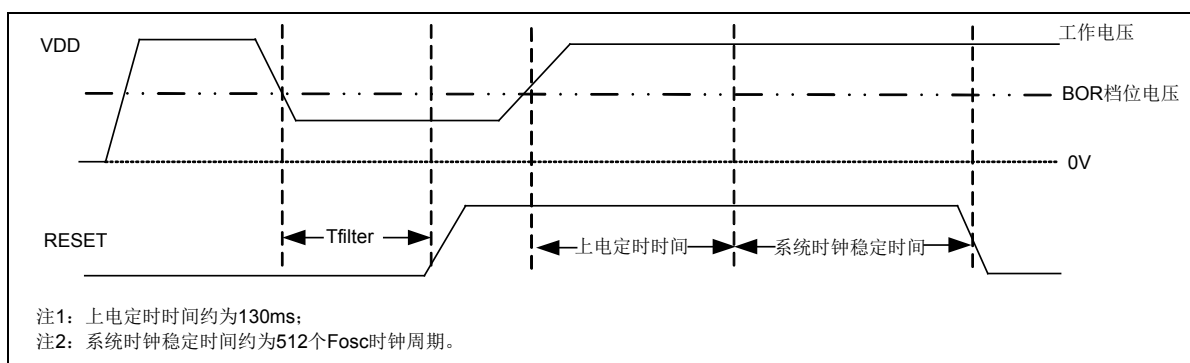 VDD
工作电压
BOR档位电压
0V
RESET
Tfilter
上电定时时间
系统时钟稳定时间
注1：上电定时时间约为130ms；
注2：系统时钟稳定时间约为512个Fosc时钟周期。